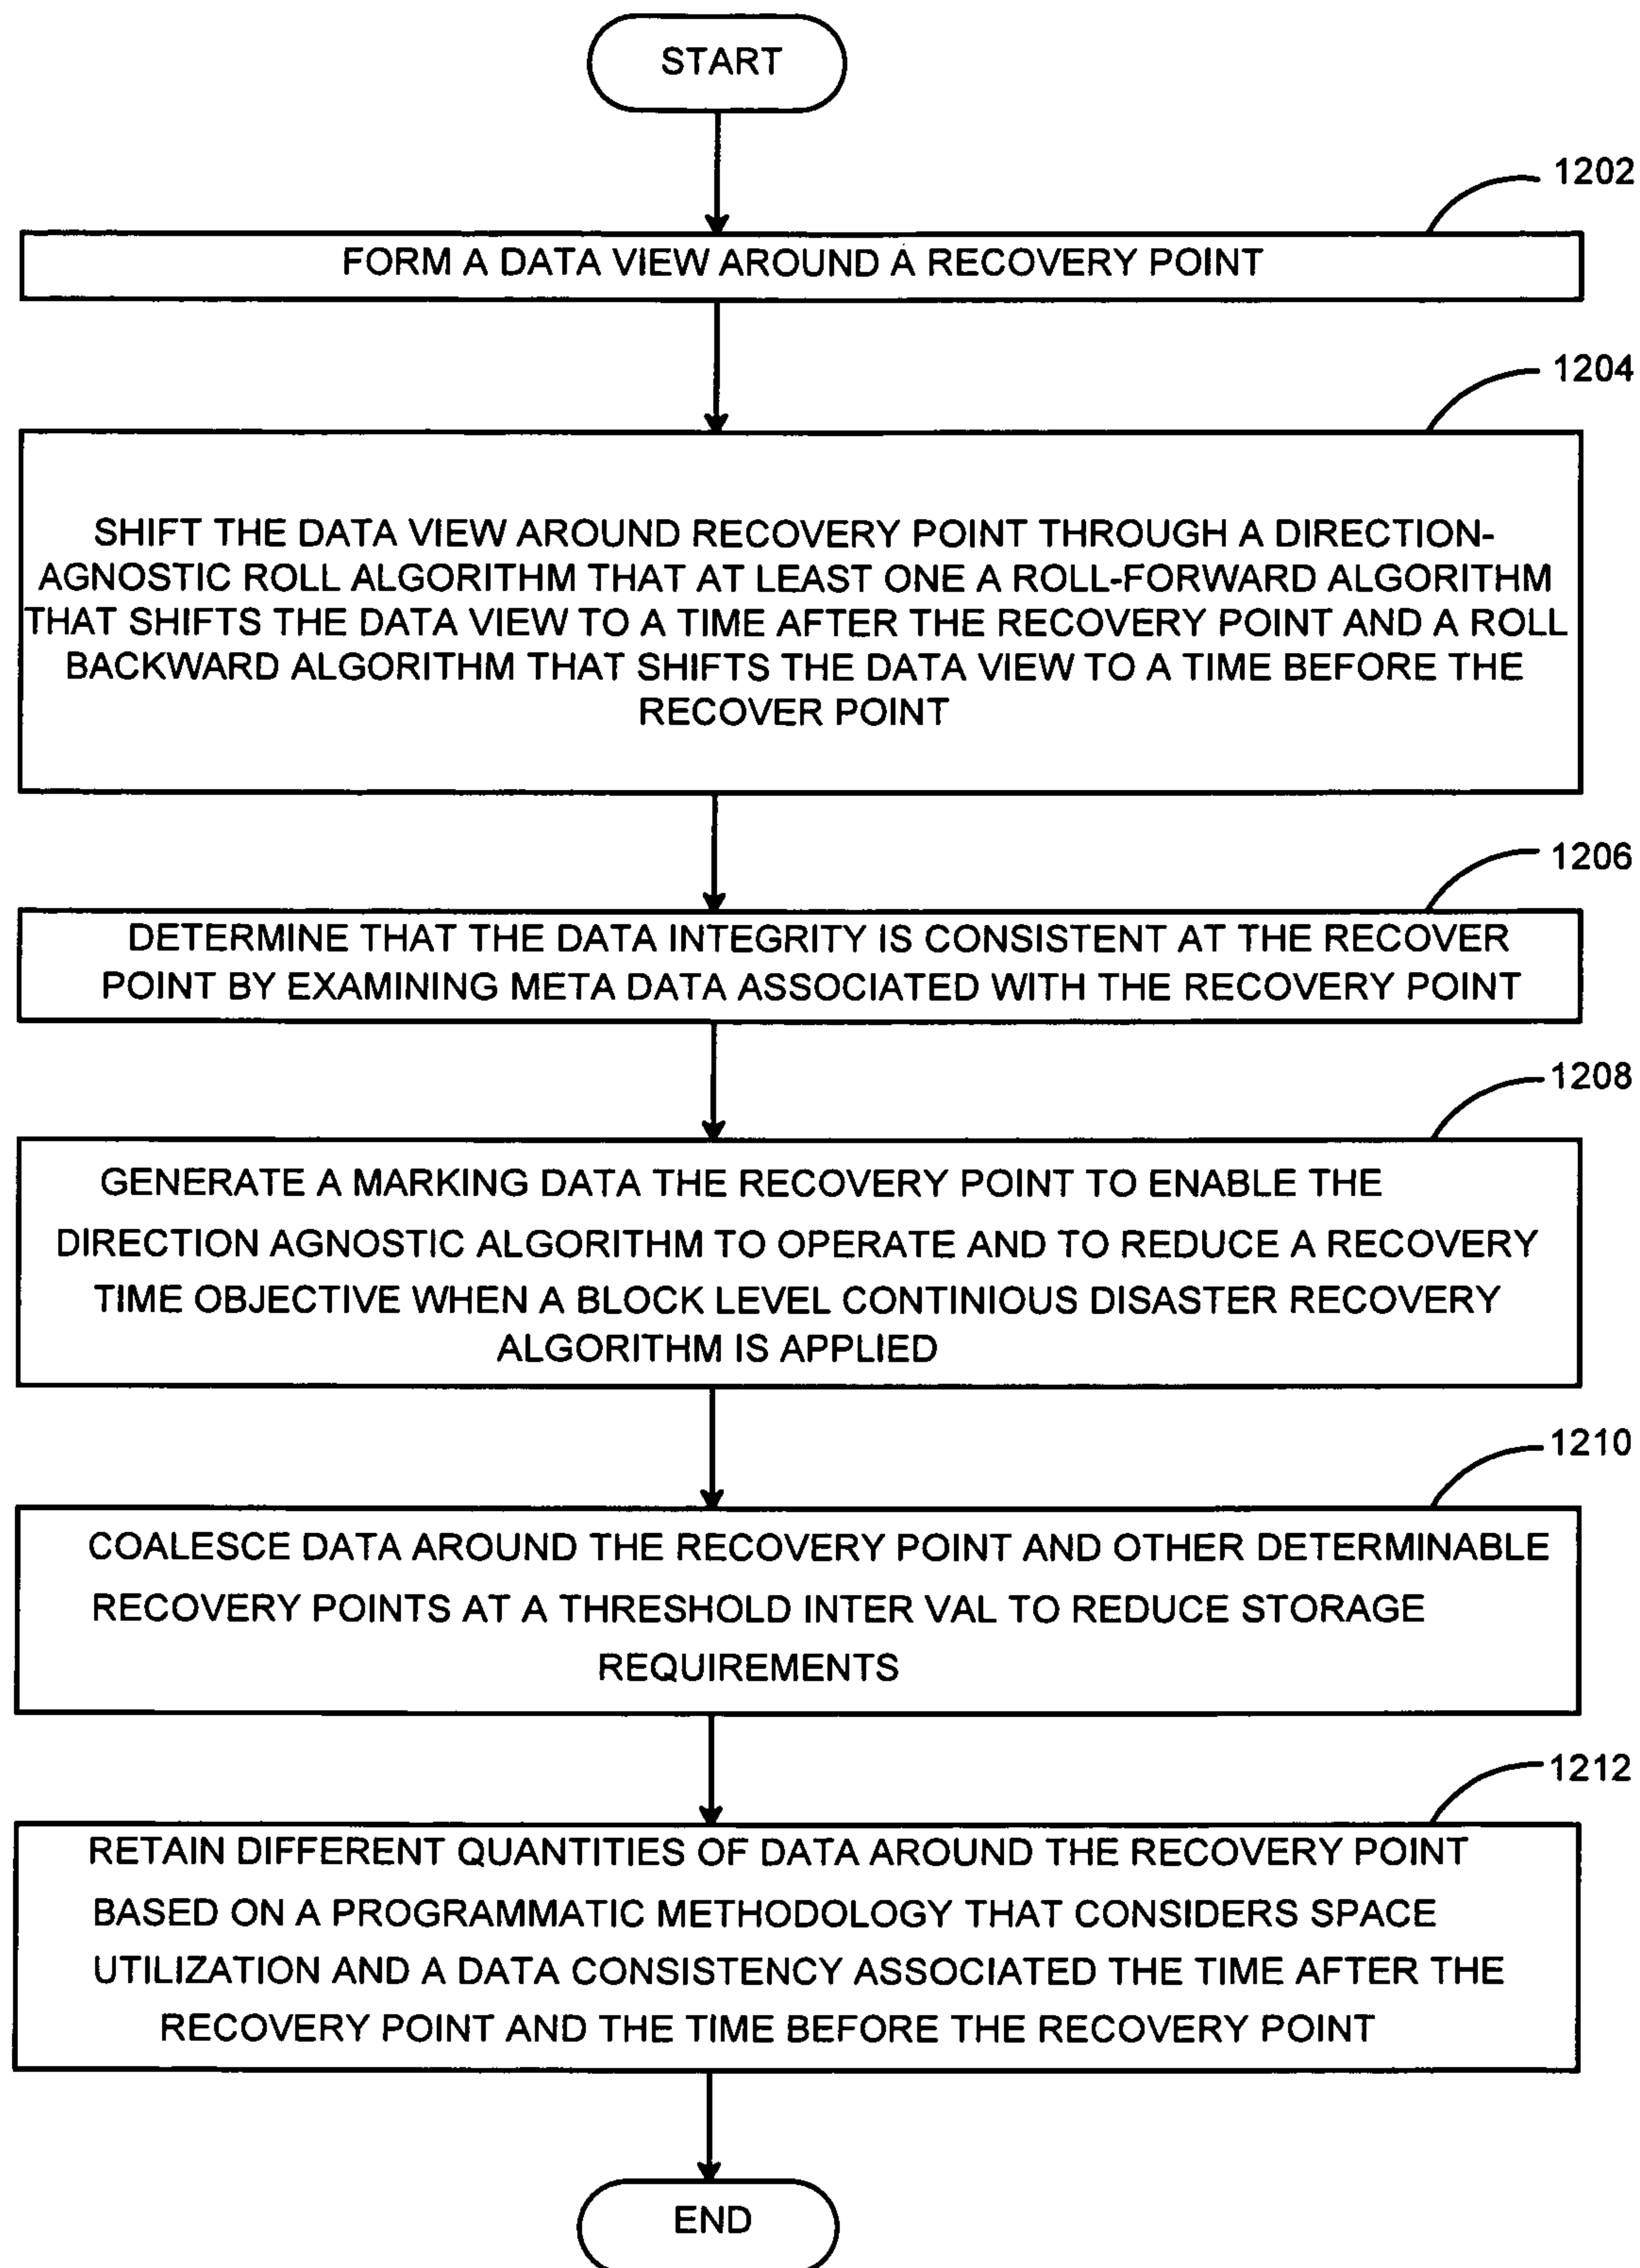 START
1202
FORM A DATA VIEW AROUND A RECOVERY POINT
1204
SHIFT THE DATA VIEW AROUND RECOVERY POINT THROUGH A DIRECTION-
AGNOSTIC ROLL ALGORITHM THAT AT LEAST ONE A ROLL-FORWARD ALGORITHM
THAT SHIFTS THE DATA VIEW TO A TIME AFTER THE RECOVERY POINT AND A ROLL
BACKWARD ALGORITHM THAT SHIFTS THE DATA VIEW TO A TIME BEFORE THE
RECOVER POINT
1206
DETERMINE THAT THE DATA INTEGRITY IS CONSISTENT AT THE RECOVER
POINT BY EXAMINING META DATA ASSOCIATED WITH THE RECOVERY POINT
1208
GENERATE A MARKING DATA THE RECOVERY POINT TO ENABLE THE
DIRECTION AGNOSTIC ALGORITHM TO OPERATE AND TO REDUCE A RECOVERY
TIME OBJECTIVE WHEN A BLOCK LEVEL CONTINIOUS DISASTER RECOVERY
ALGORITHM IS APPLIED
1210
COALESCE DATA AROUND THE RECOVERY POINT AND OTHER DETERMINABLE
RECOVERY POINTS AT A THRESHOLD INTER VAL TO REDUCE STORAGE
REQUIREMENTS
1212
RETAIN DIFFERENT QUANTITIES OF DATA AROUND THE RECOVERY POINT
BASED ON A PROGRAMMATIC METHODOLOGY THAT CONSIDERS SPACE
UTILIZATION AND A DATA CONSISTENCY ASSOCIATED THE TIME AFTER THE
RECOVERY POINT AND THE TIME BEFORE THE RECOVERY POINT
END